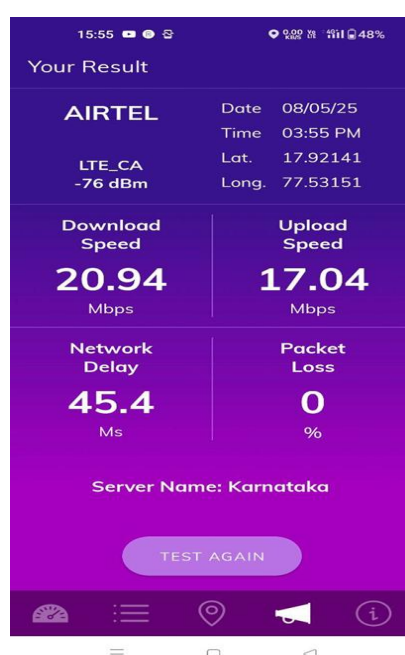 15:55 48%
Your Result
AIRTEL
LTE_CA
-76 dBm
Date 08/05/25
Time 03:55 PM
Lat. 17.92141
Long. 77.53151
Download
Speed
20.94
Mbps
Upload
Speed
17.04
Mbps
Network
Delay
45.4
Ms
Packet
Loss
0
%
Server Name: Karnataka
TEST AGAIN